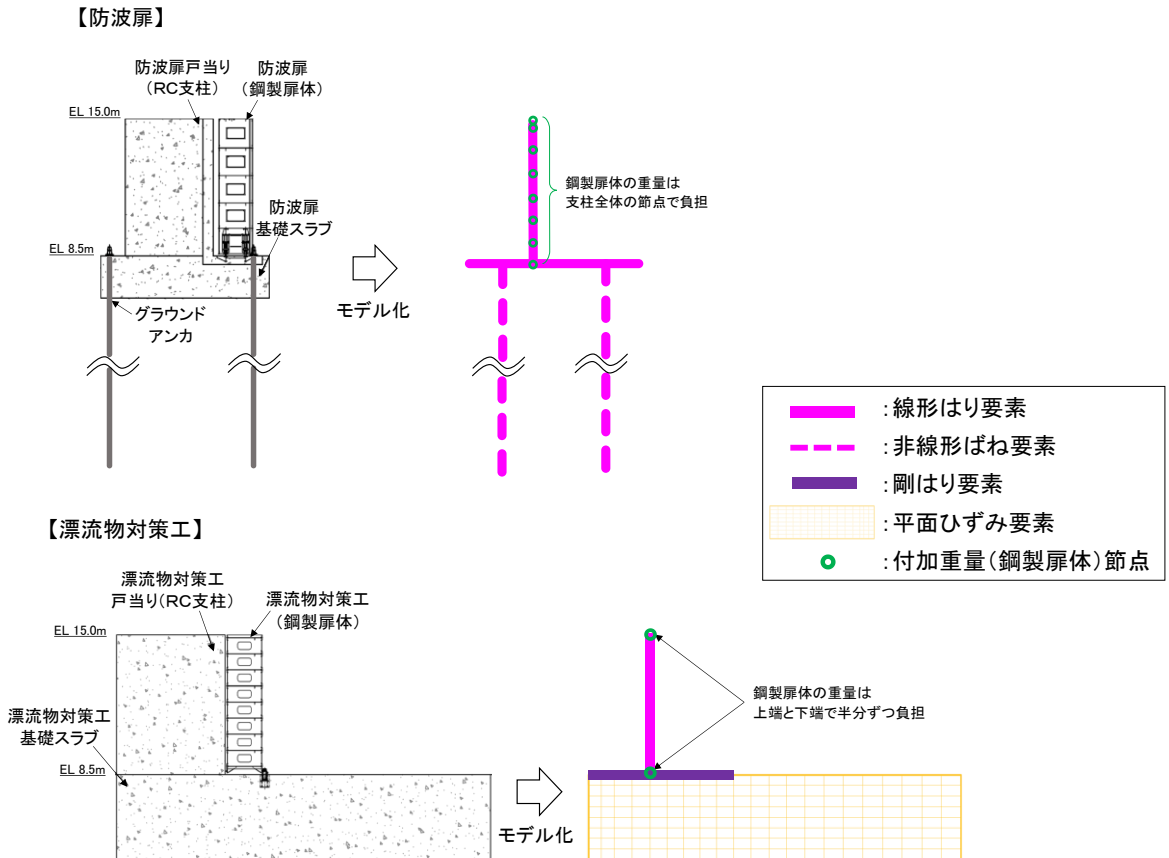 【防波扉】
防波扉戸当り
（RC支柱）
防波扉
（鋼製扉体）
EL 15.0m
防波扉
基礎スラブ
EL 8.5m
グラウンド
アンカ
モデル化
鋼製扉体の重量は
支柱全体の節点で負担
：線形はり要素
：非線形ばね要素
：剛はり要素
：平面ひずみ要素
：付加重量（鋼製扉体）節点
【漂流物対策工】
漂流物対策工
戸当り（RC支柱）
漂流物対策工
（鋼製扉体）
EL 15.0m
漂流物対策工
基礎スラブ
EL 8.5m
モデル化
鋼製扉体の重量は
上端と下端で半分ずつ負担